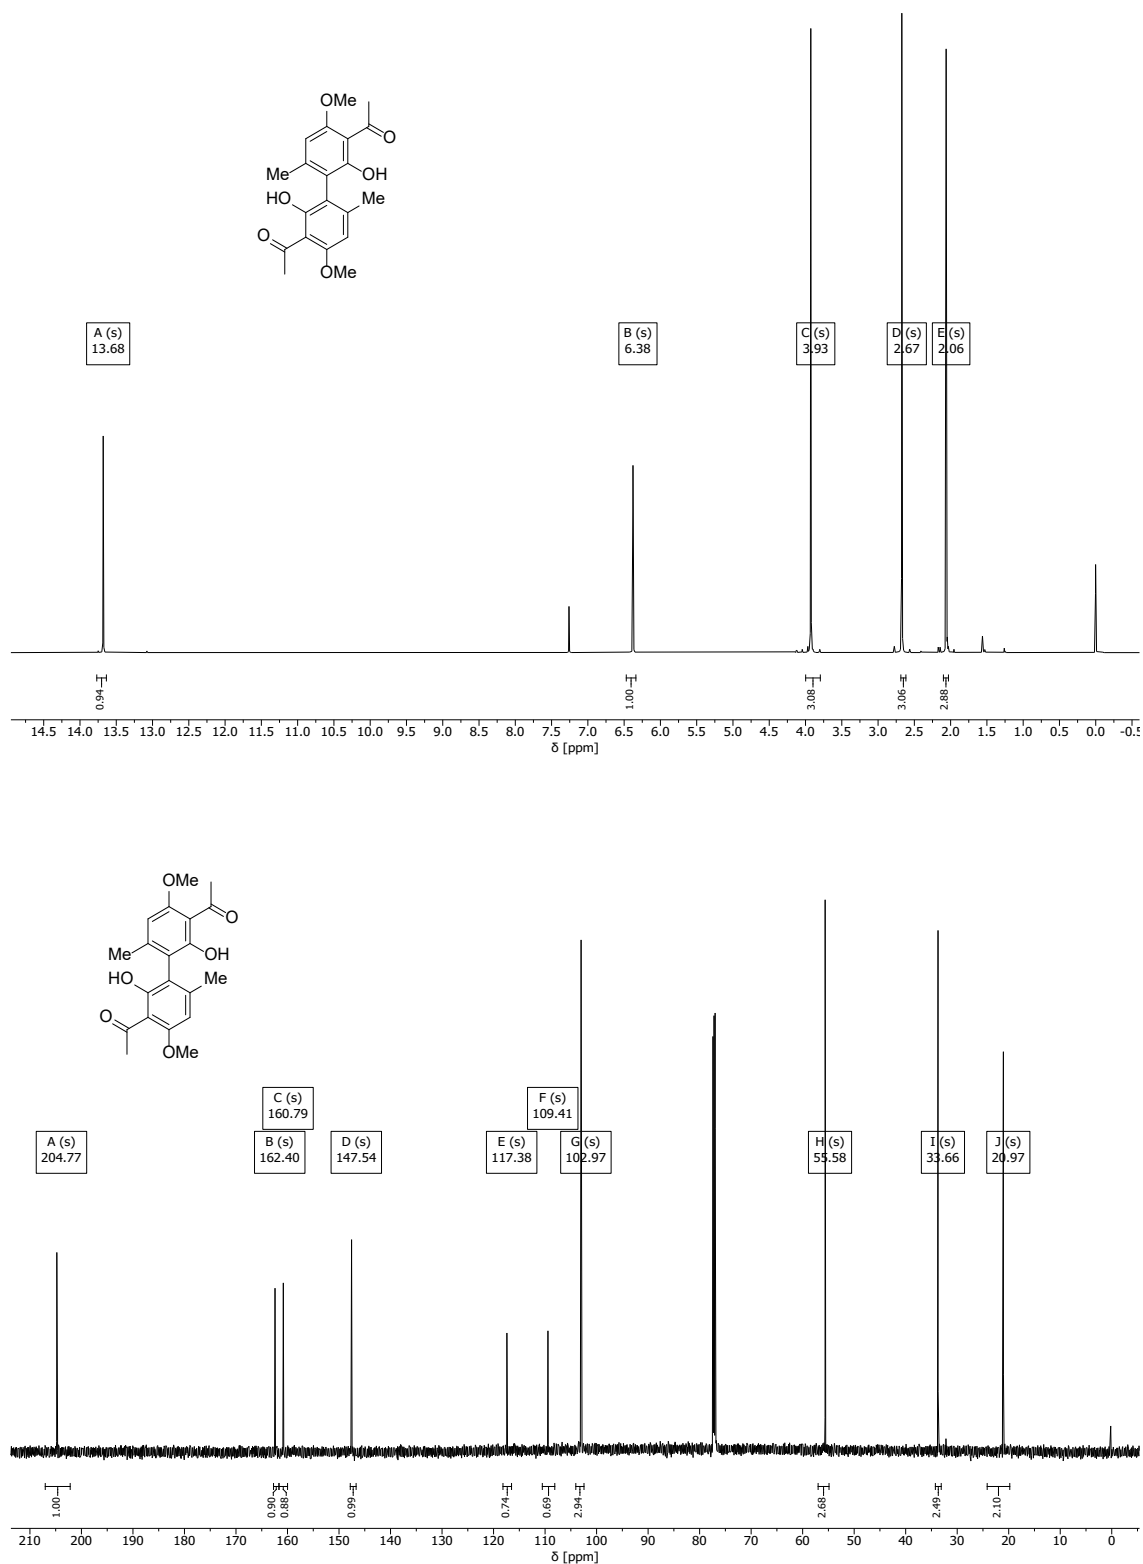 OMe
O
Me
OH
HO
Me
O
OMe
A (s)
13.68
B (s)
6.38
C (s)
3.93
D (s)
2.67
E (s)
2.06
0.94
1.00
3.08
3.06
2.88
14.5 14.0 13.5 13.0 12.5 12.0 11.5 11.0 10.5 10.0 9.5 9.0 8.5 8.0 7.5 7.0 6.5 6.0 5.5 5.0 4.5 4.0 3.5 3.0 2.5 2.0 1.5 1.0 0.5 0.0 -0.5
δ [ppm]
OMe
O
Me
OH
HO
Me
O
OMe
C (s)
160.79
F (s)
109.41
A (s)
204.77
B (s)
162.40
D (s)
147.54
E (s)
117.38
G (s)
102.97
H (s)
55.58
I (s)
33.66
J (s)
20.97
1.00
0.90
0.88
0.99
0.74
0.69
2.94
2.68
2.49
2.10
210 200 190 180 170 160 150 140 130 120 110 100 90 80 70 60 50 40 30 20 10 0
δ [ppm]